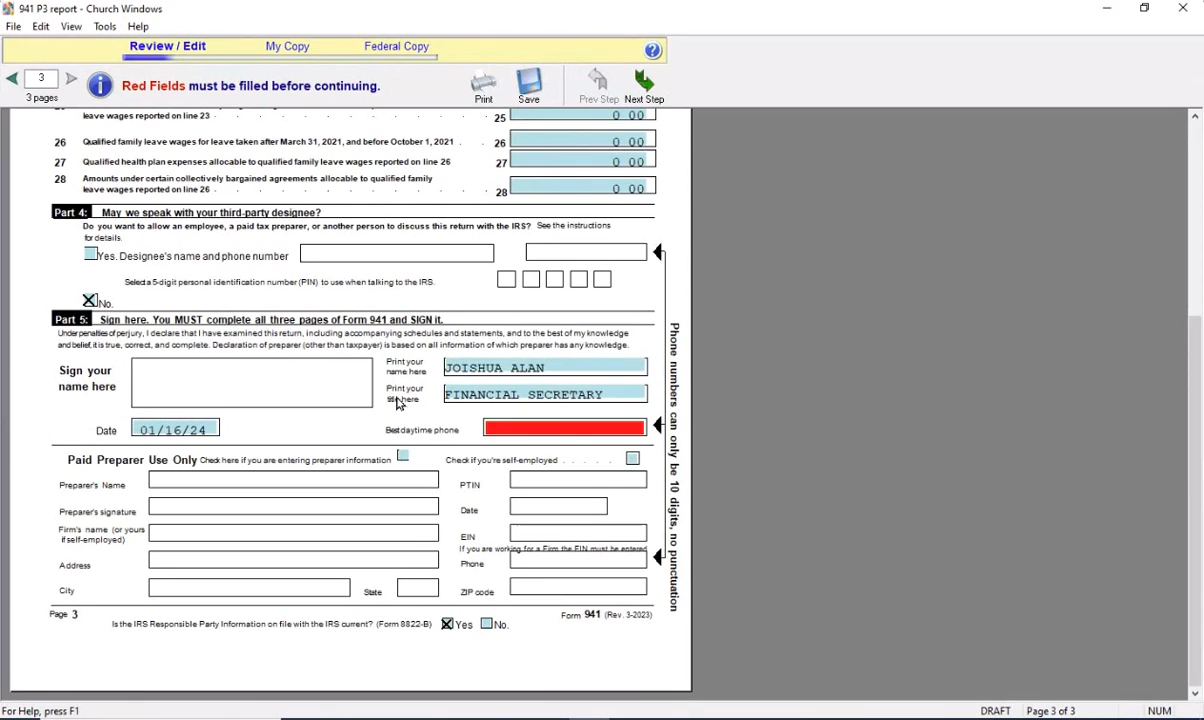 941 P3 report - Church Windows
File Edit View Tools Help
Review / Edit My Copy Federal Copy
3
3 pages
Red Fields must be filled before continuing.
Print Save Prev Step Next Step
leave wages reported on line 23 . . . . . . . . . . 25 0 00
26 Qualified family leave wages for leave taken after March 31, 2021, and before October 1, 2021 . . 26 0 00
27 Qualified health plan expenses allocable to qualified family leave wages reported on line 26 27 0 00
28 Amounts under certain collectively bargained agreements allocable to qualified family
leave wages reported on line 26 . . . . . . . . . . 28 0 00
Part 4: May we speak with your third-party designee?
Do you want to allow an employee, a paid tax preparer, or another person to discuss this return with the IRS? See the instructions
for details.
Yes. Designee's name and phone number
Select a 5-digit personal identification number (PIN) to use when talking to the IRS.
No.
Part 5: Sign here. You MUST complete all three pages of Form 941 and SIGN it.
Under penalties of perjury, I declare that I have examined this return, including accompanying schedules and statements, and to the best of my knowledge
and belief, it is true, correct, and complete. Declaration of preparer (other than taxpayer) is based on all information of which preparer has any knowledge.
Sign your
name here
Print your
name here
JOISHUA ALAN
Print your
title here
FINANCIAL SECRETARY
Date 01/16/24
Best daytime phone
Phone numbers can only be 10 digits, no punctuation
Paid Preparer Use Only Check here if you are entering preparer information Check if you're self-employed . . . . . .
Preparer's Name PTIN
Preparer's signature Date
Firm's name (or yours
if self-employed)
EIN
If you are working for a Firm the EIN must be entered
Address Phone
City State ZIP code
Page 3 Form 941 (Rev. 3-2023)
Is the IRS Responsible Party Information on file with the IRS current? (Form 8822-B) Yes No.
For Help, press F1 DRAFT Page 3 of 3 NUM